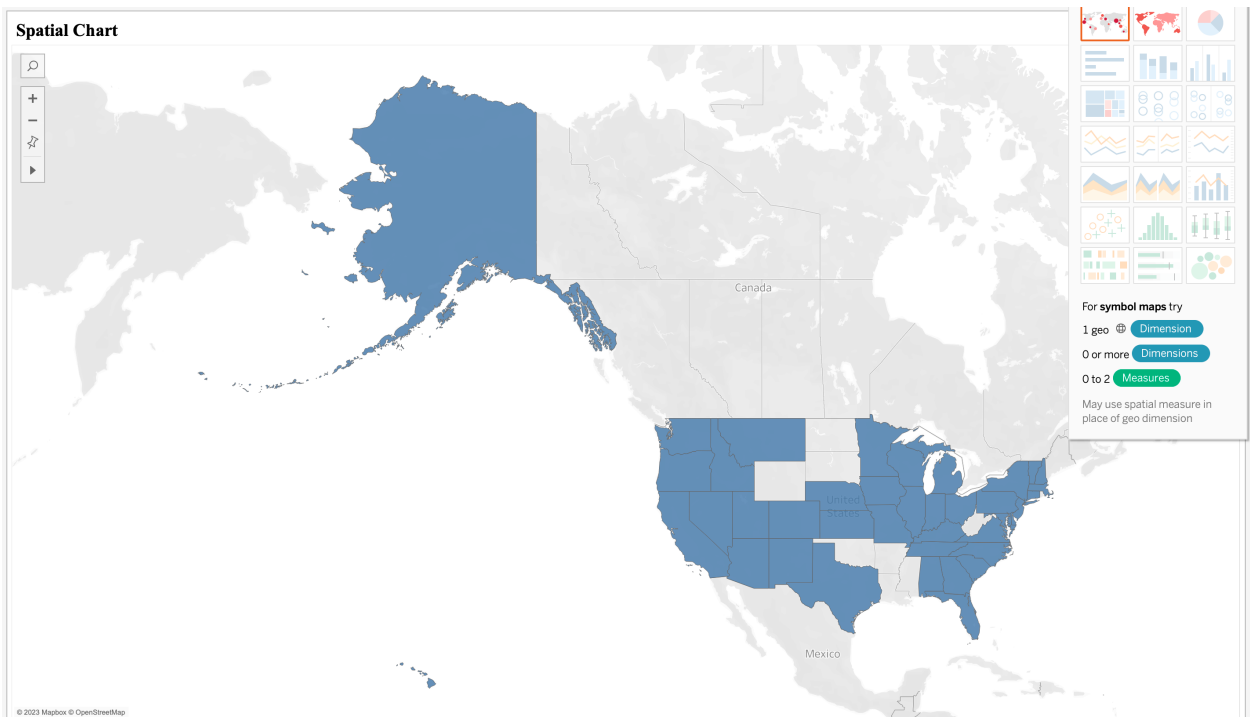 Spatial Chart
Canada
United
States
Mexico
For symbol maps try
1 geo Dimension
0 or more Dimensions
0 to 2 Measures
May use spatial measure in
place of geo dimension
© 2023 Mapbox © OpenStreetMap